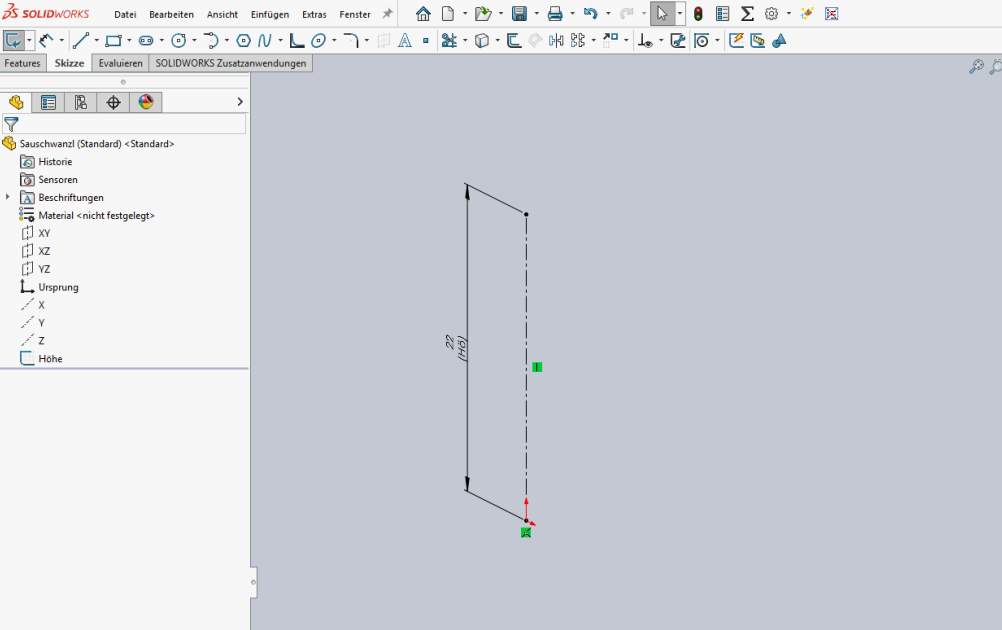 SOLIDWORKS Datei Bearbeiten Ansicht Einfügen Extras Fenster
Features Skizze Evaluieren SOLIDWORKS Zusatzanwendungen
Sauschwanzl (Standard) <Standard>
Historie
Sensoren
Beschriftungen
Material <nicht festgelegt>
XY
XZ
YZ
Ursprung
X
Y
Z
Höhe
22
(Hö)